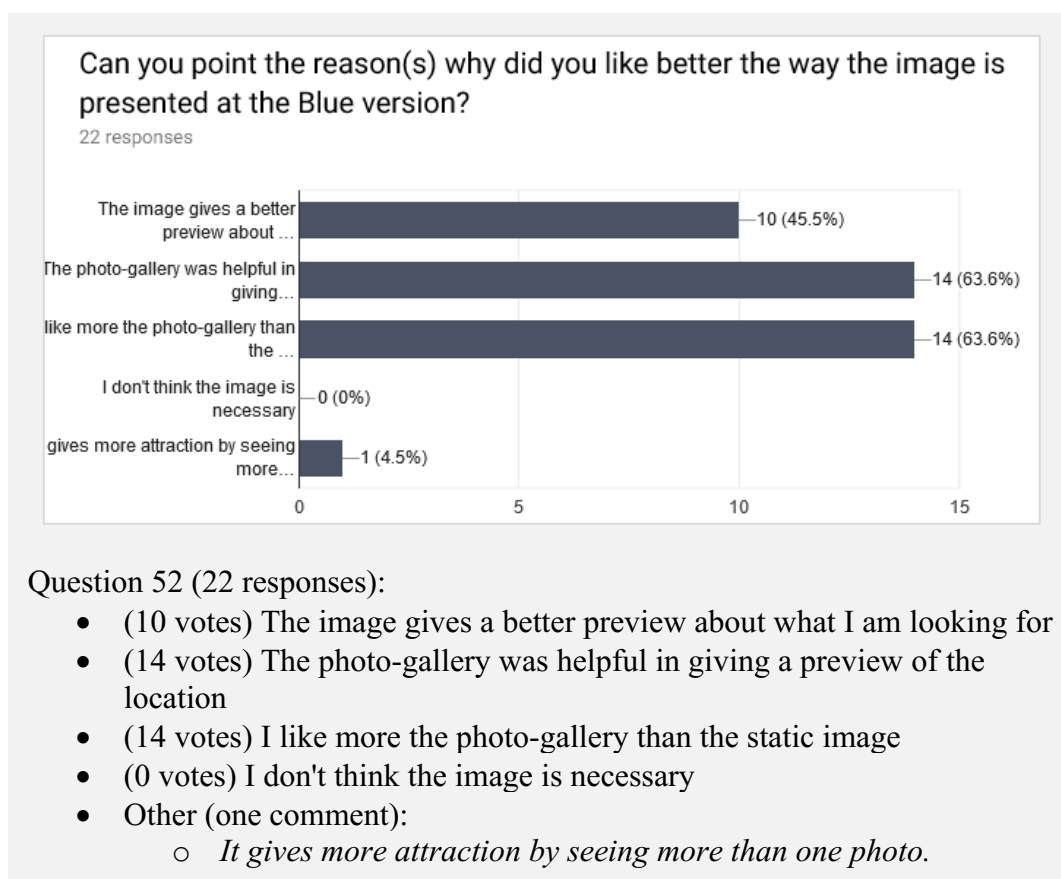 Can you point the reason(s) why did you like better the way the image is
presented at the Blue version?
22 responses
The image gives a better
preview about ...
10 (45.5%)
The photo-gallery was helpful in
giving...
14 (63.6%)
like more the photo-gallery than
the ...
14 (63.6%)
I don't think the image is
necessary
0 (0%)
gives more attraction by seeing
more...
1 (4.5%)
0 5 10 15
Question 52 (22 responses):
• (10 votes) The image gives a better preview about what I am looking for
• (14 votes) The photo-gallery was helpful in giving a preview of the
location
• (14 votes) I like more the photo-gallery than the static image
• (0 votes) I don't think the image is necessary
• Other (one comment):
o It gives more attraction by seeing more than one photo.